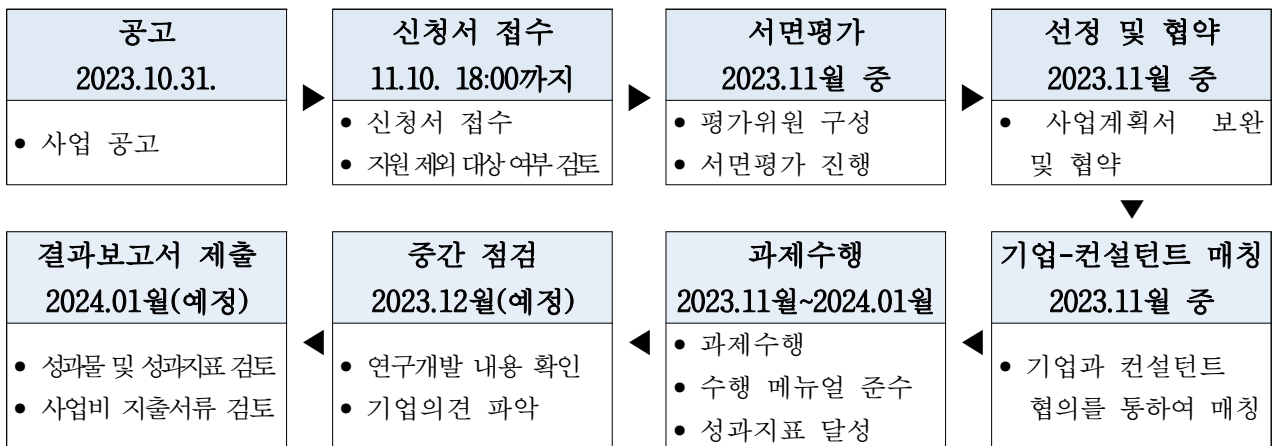 공고
2023.10.31.
• 사업 공고
신청서 접수
11.10. 18:00까지
• 신청서 접수
• 지원 제외 대상 여부 검토
서면평가
2023.11월 중
• 평가위원 구성
• 서면평가 진행
선정 및 협약
2023.11월 중
• 사업계획서 보완
및 협약
기업-컨설턴트 매칭
2023.11월 중
• 기업과 컨설턴트
협의를 통하여 매칭
과제수행
2023.11월~2024.01월
• 과제수행
• 수행 메뉴얼 준수
• 성과지표 달성
중간 점검
2023.12월(예정)
• 연구개발 내용 확인
• 기업의견 파악
결과보고서 제출
2024.01월(예정)
• 성과물 및 성과지표 검토
• 사업비 지출서류 검토